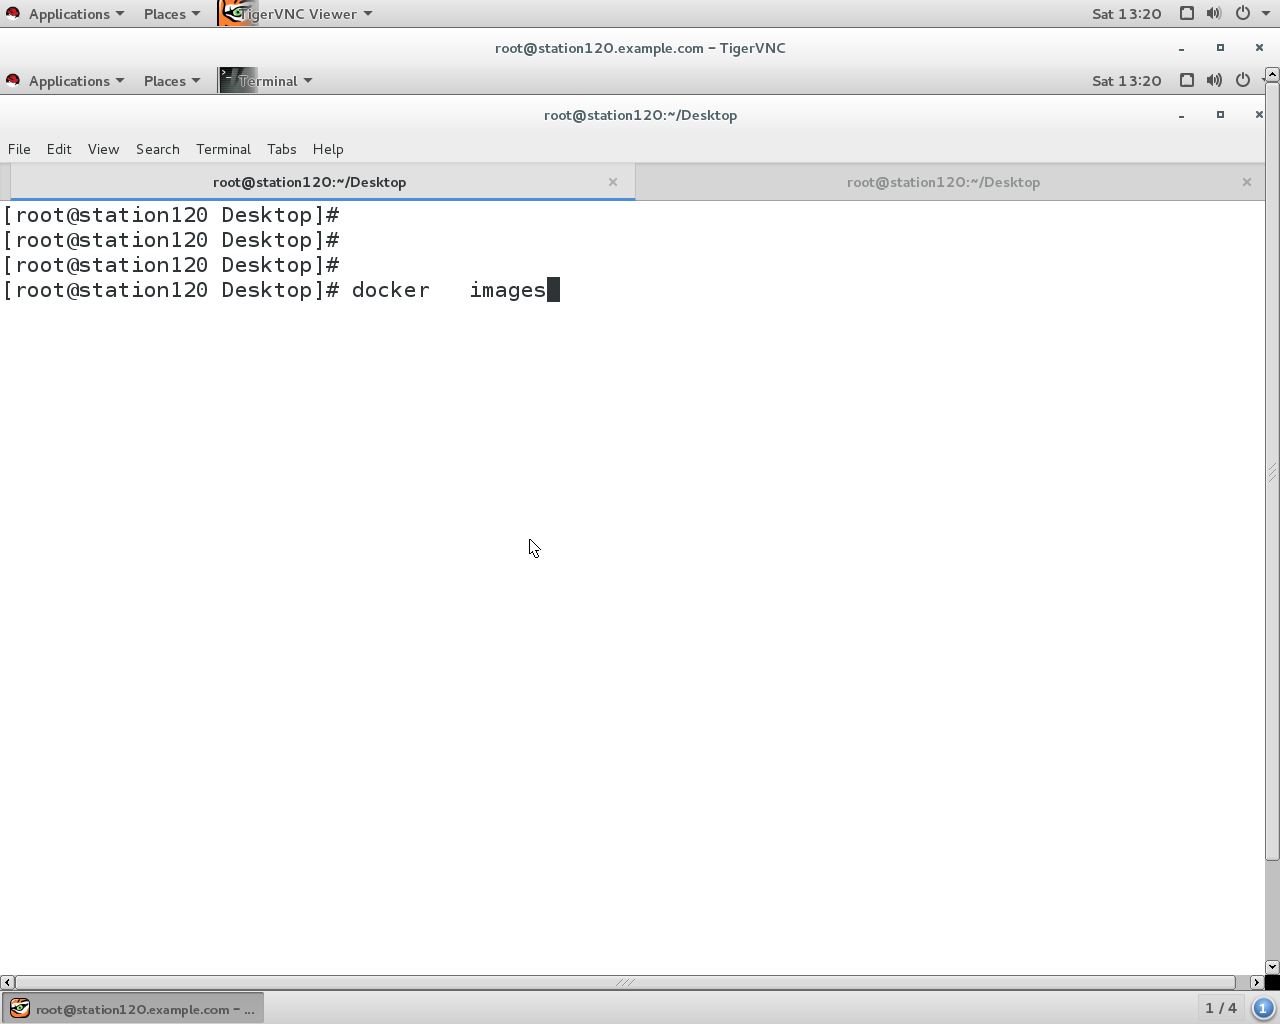 Applications Places TigerVNC Viewer Sat 13:20
root@station120.example.com - TigerVNC
Applications Places Terminal Sat 13:20
root@station120:~/Desktop
File Edit View Search Terminal Tabs Help
root@station120:~/Desktop root@station120:~/Desktop
[root@station120 Desktop]#
[root@station120 Desktop]#
[root@station120 Desktop]#
[root@station120 Desktop]# docker   images
root@station120.example.com - ... 1 / 4 1